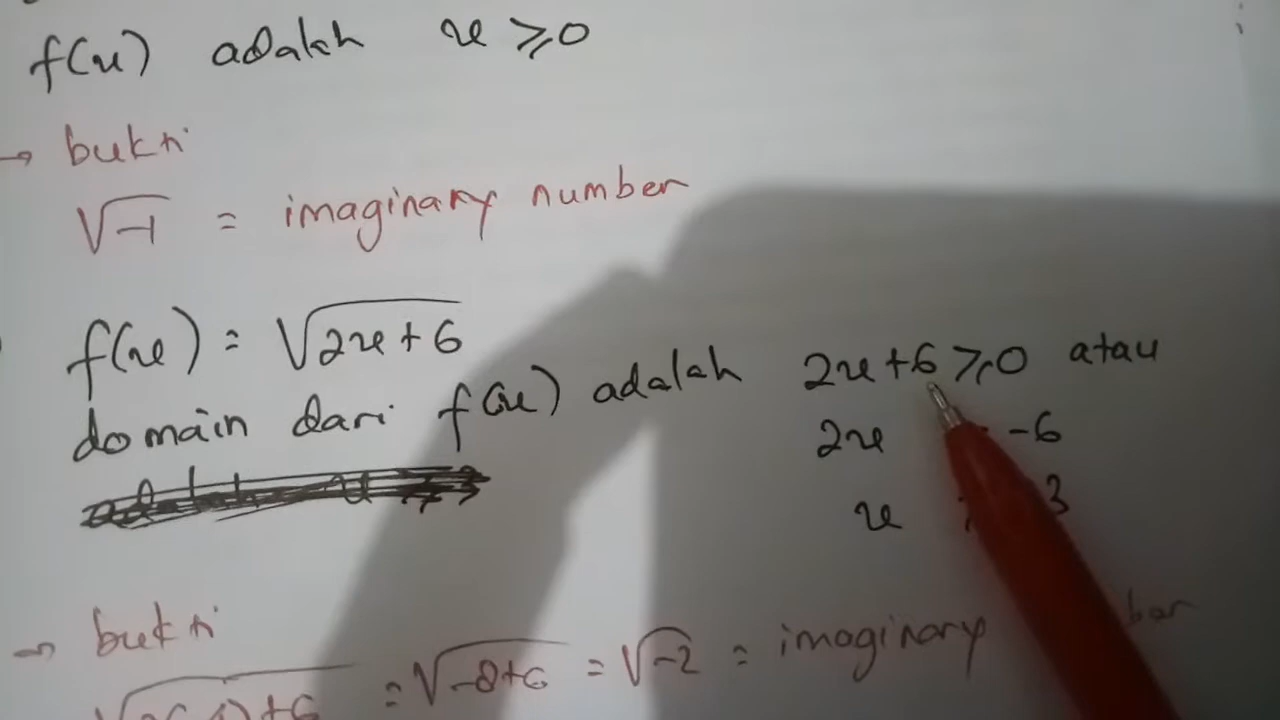 f(x) adalah x ≥ 0
→ bukti
√-1 = imaginary number
f(x) = √2x+6
domain dari f(x) adalah 2x+6 ≥ 0 atau
2x -6
x 3
→ bukti
+6 = √-8+6 = √-2 = imaginary